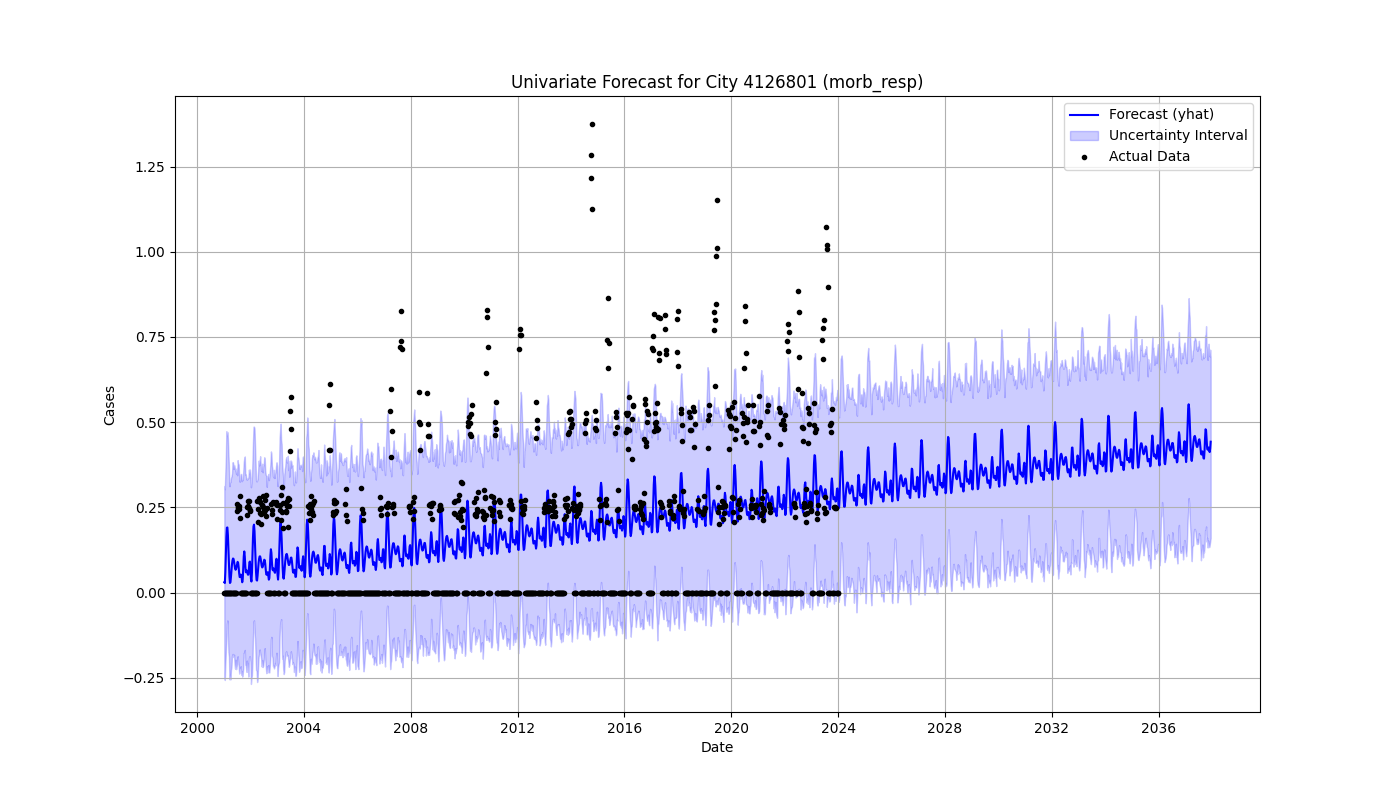 Univariate Forecast for City 4126801 (morb_resp)
Forecast (yhat)
Uncertainty Interval
Actual Data
Cases
1.25
1.00
0.75
0.50
0.25
0.00
−0.25
2000 2004 2008 2012 2016 2020 2024 2028 2032 2036
Date